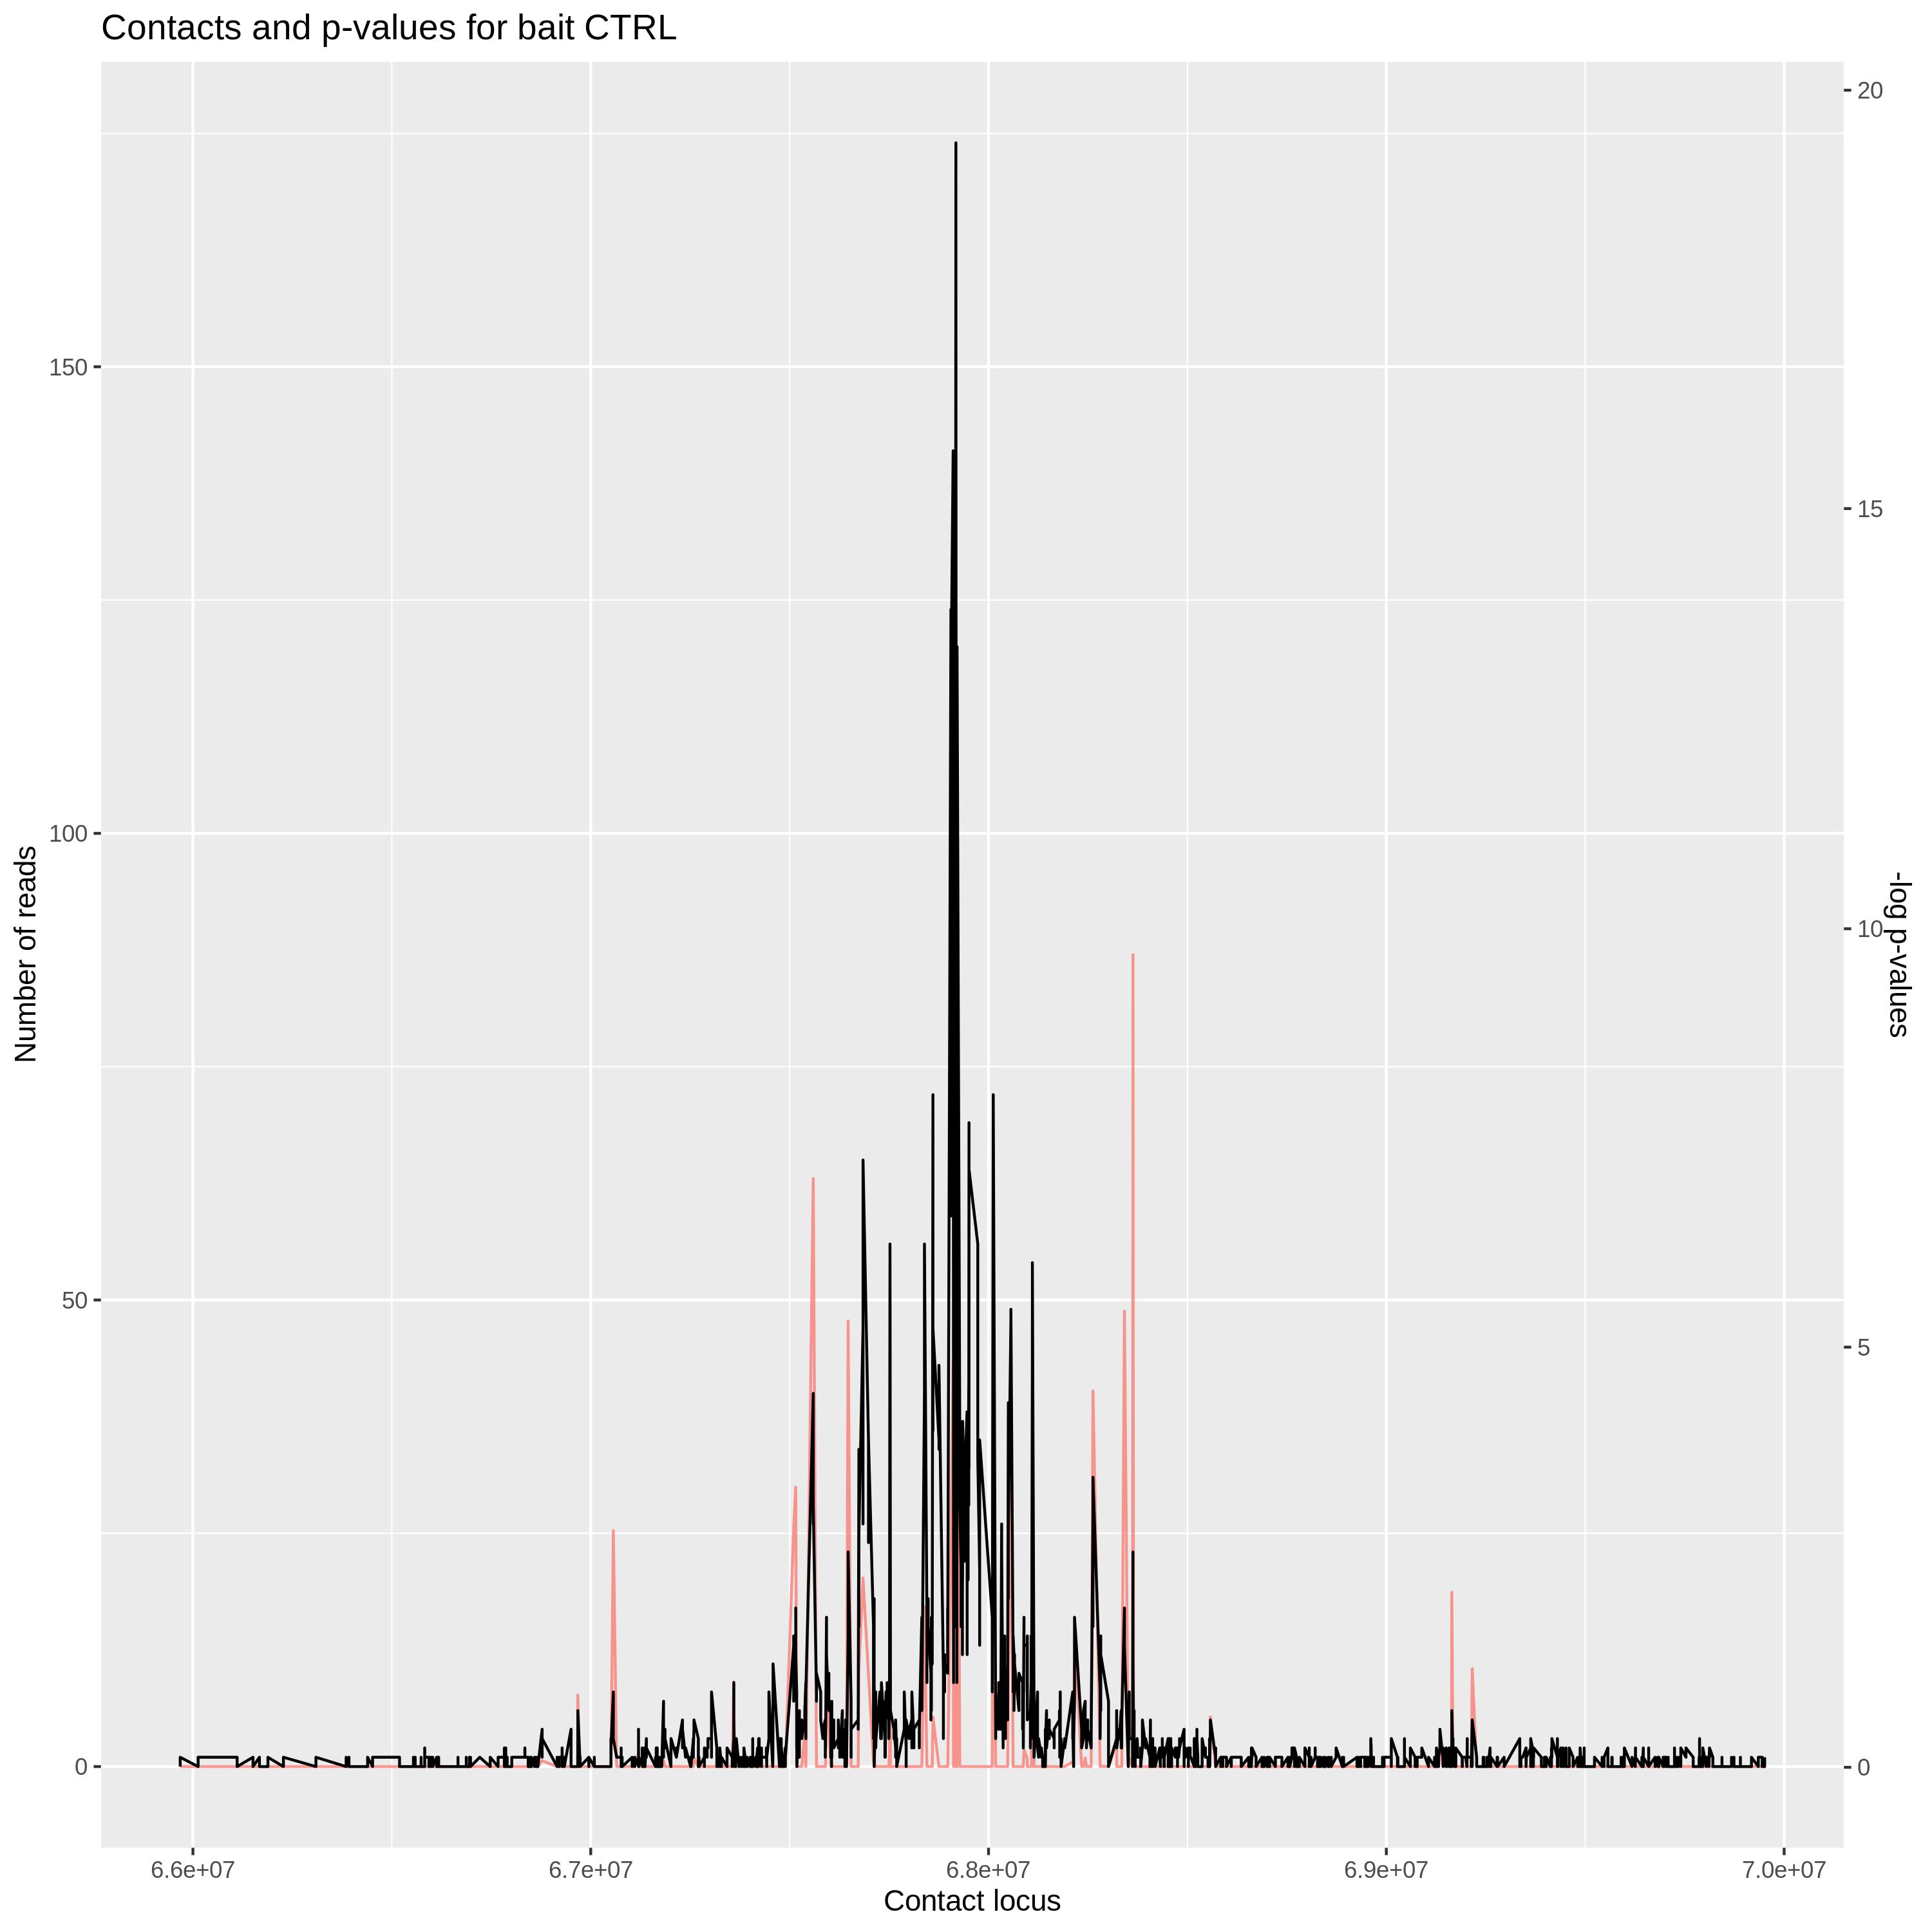 Contacts and p-values for bait CTRL
Number of reads
150
100
50
0
20
15
10
5
0
-log p-values
6.6e+07
6.7e+07
6.8e+07
6.9e+07
7.0e+07
Contact locus